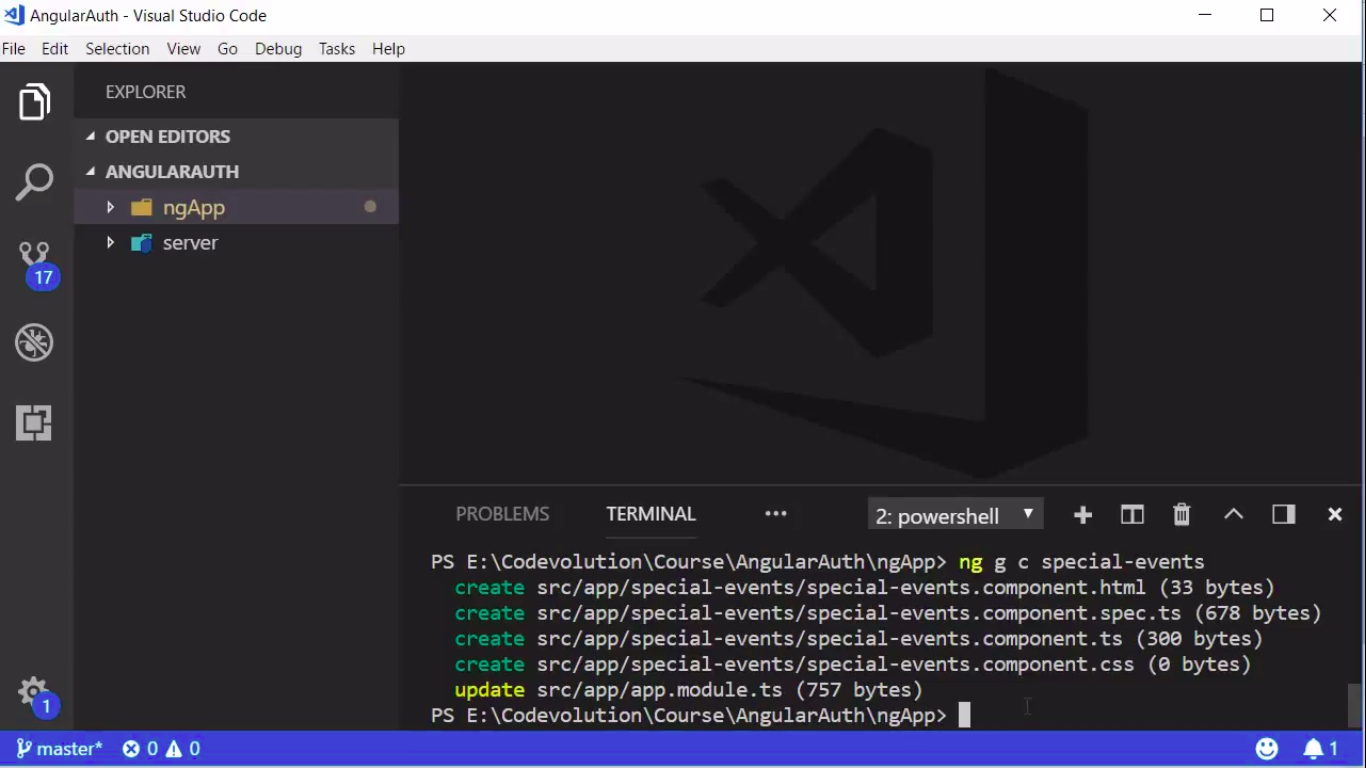 AngularAuth - Visual Studio Code
File Edit Selection View Go Debug Tasks Help
EXPLORER
OPEN EDITORS
ANGULARAUTH
ngApp
server
17
1
PROBLEMS TERMINAL ••• 2: powershell
PS E:\Codevolution\Course\AngularAuth\ngApp> ng g c special-events
create src/app/special-events/special-events.component.html (33 bytes)
create src/app/special-events/special-events.component.spec.ts (678 bytes)
create src/app/special-events/special-events.component.ts (300 bytes)
create src/app/special-events/special-events.component.css (0 bytes)
update src/app/app.module.ts (757 bytes)
PS E:\Codevolution\Course\AngularAuth\ngApp>
master* 0 0 1